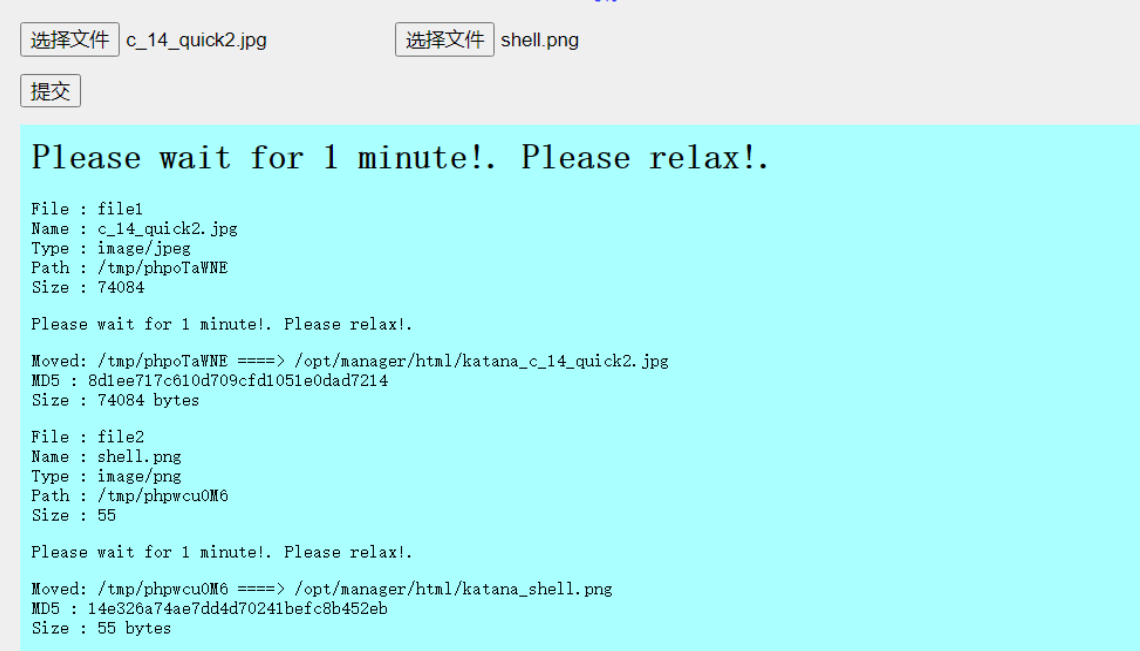 选择文件 c_14_quick2.jpg 选择文件 shell.png
提交
Please wait for 1 minute!. Please relax!.
File : file1
Name : c_14_quick2.jpg
Type : image/jpeg
Path : /tmp/phpoTaWNE
Size : 74084
Please wait for 1 minute!. Please relax!.
Moved: /tmp/phpoTaWNE ====> /opt/manager/html/katana_c_14_quick2.jpg
MD5 : 8d1ee717c610d709cfd1051e0dad7214
Size : 74084 bytes
File : file2
Name : shell.png
Type : image/png
Path : /tmp/phpwcu0M6
Size : 55
Please wait for 1 minute!. Please relax!.
Moved: /tmp/phpwcu0M6 ====> /opt/manager/html/katana_shell.png
MD5 : 14e326a74ae7dd4d70241befc8b452eb
Size : 55 bytes